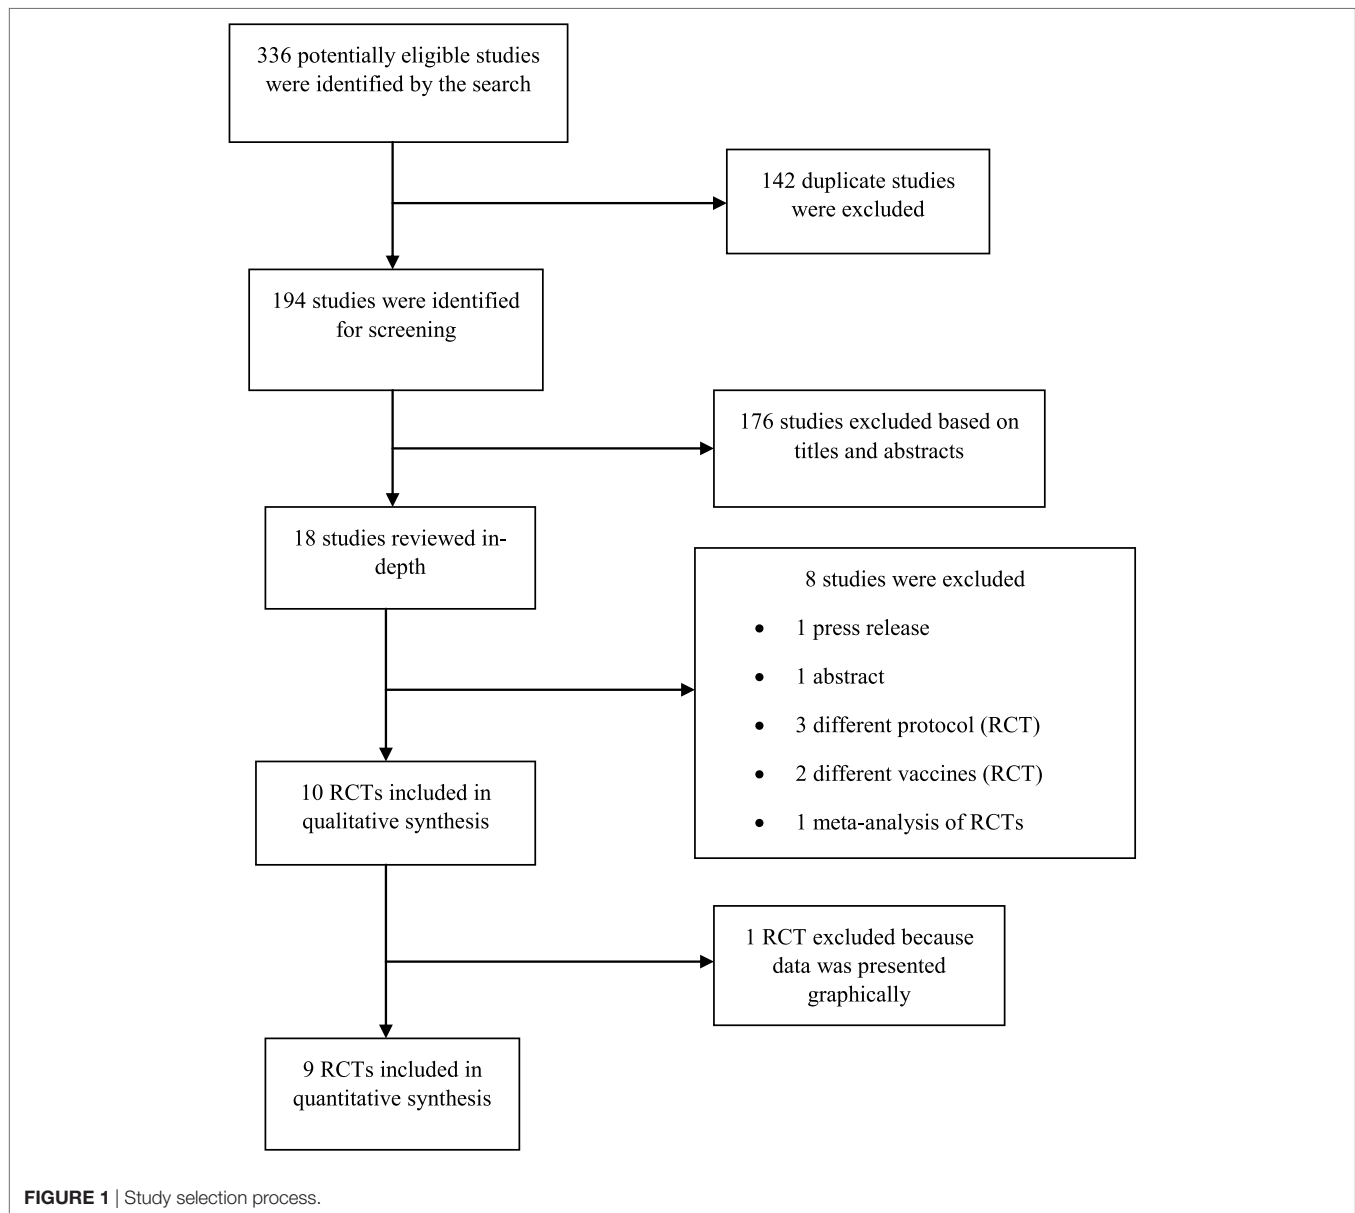 336 potentially eligible studies
were identified by the search
142 duplicate studies
were excluded
194 studies were identified
for screening
176 studies excluded based on
titles and abstracts
18 studies reviewed in-
depth
8 studies were excluded
• 1 press release
• 1 abstract
• 3 different protocol (RCT)
• 2 different vaccines (RCT)
• 1 meta-analysis of RCTs
10 RCTs included in
qualitative synthesis
1 RCT excluded because
data was presented
graphically
9 RCTs included in
quantitative synthesis
FIGURE 1 | Study selection process.